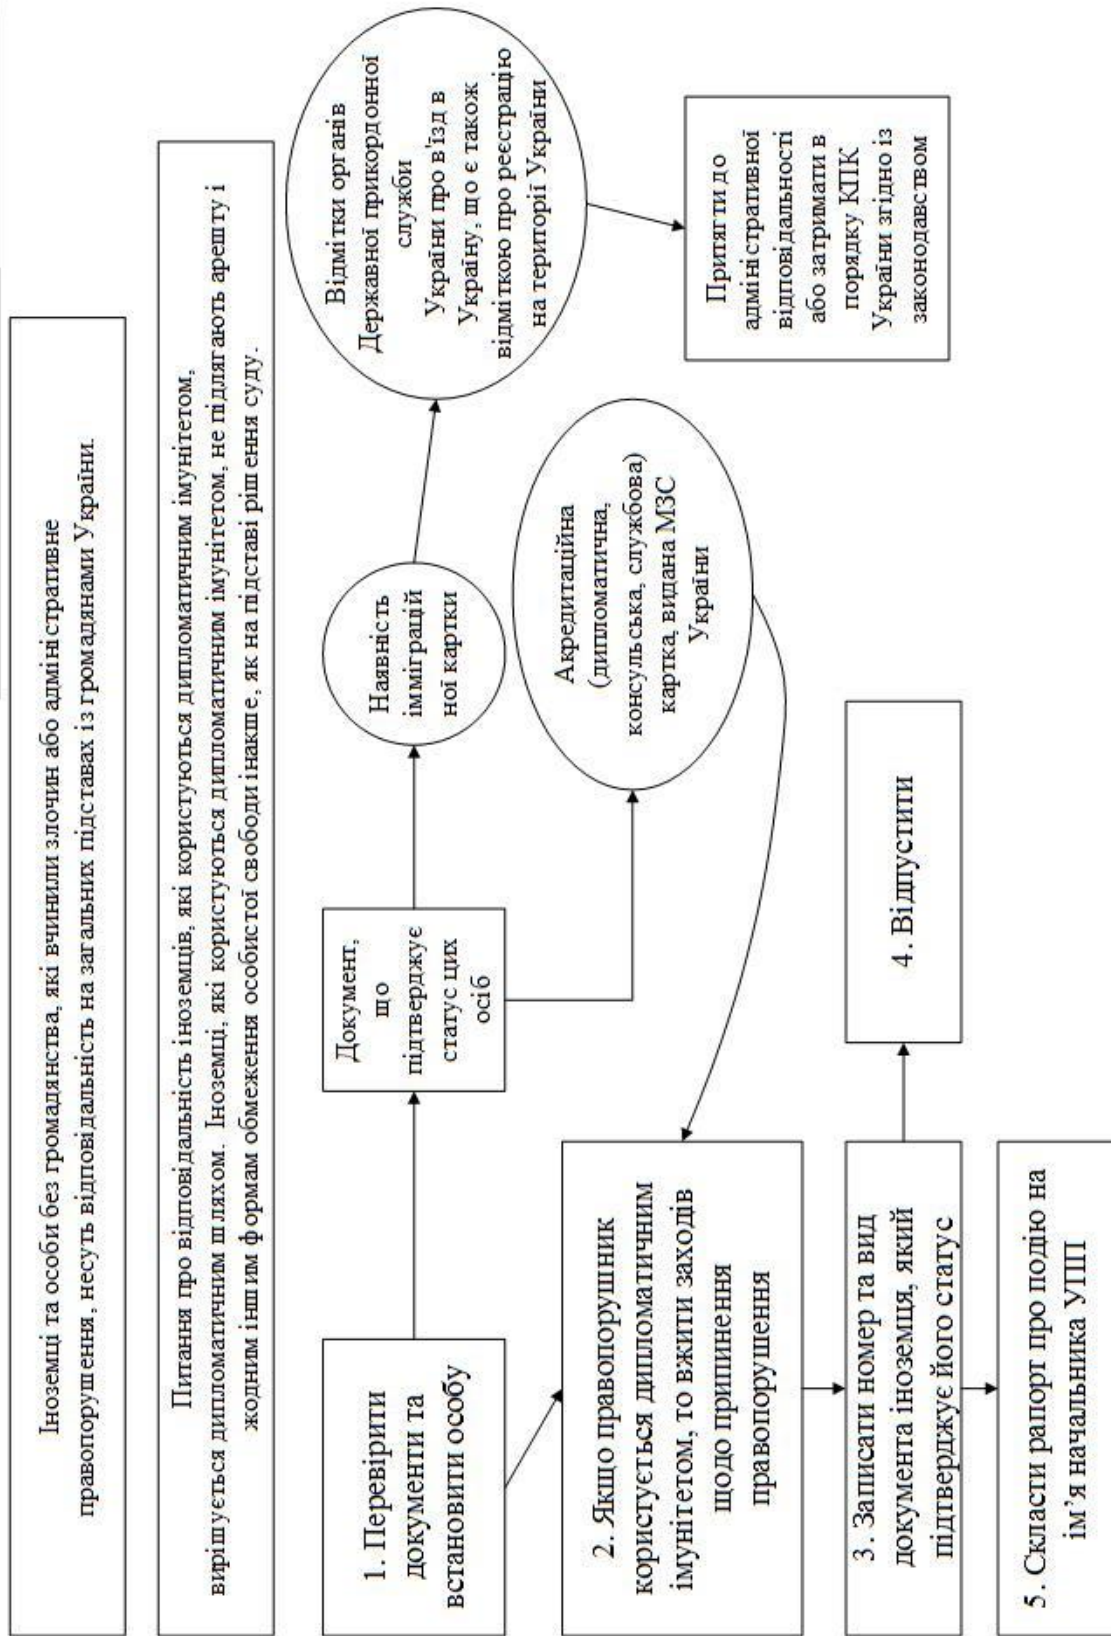 Іноземці та особи без громадянства, які вчинили злочин або адміністративне
правопорушення, несуть відповідальність на загальних підставах із громадянами України.
Питання про відповідальність іноземців, які користуються дипломатичним імунітетом,
вирішується дипломатичним шляхом. Іноземці, які користуються дипломатичним імунітетом, не підлягають арешту і
жодним іншим формам обмеження особистої свободи інакше, як на підставі рішення суду.
1. Перевірити
документи та
встановити особу
Документ,
що
підтверджує
статус цих
осіб
Наявність
імміграцій
ної картки
Відмітки органів
Державної прикордонної
служби
України про в'їзд в
Україну, що є також
відміткою про реєстрацію
на території України
2. Якщо правопорушник
користується дипломатичним
імунітетом, то вжити заходів
щодо припинення
правопорушення
Акредитаційна
(дипломатична,
консульська, службова)
картка, видана МЗС
України
Притягти до
адміністративної
відповідальності
або затримати в
порядку КПК
України згідно із
законодавством
3. Записати номер та вид
документа іноземця, який
підтверджує його статус
4. Відпустити
5. Скласти рапорт про подію на
ім’я начальника УПП